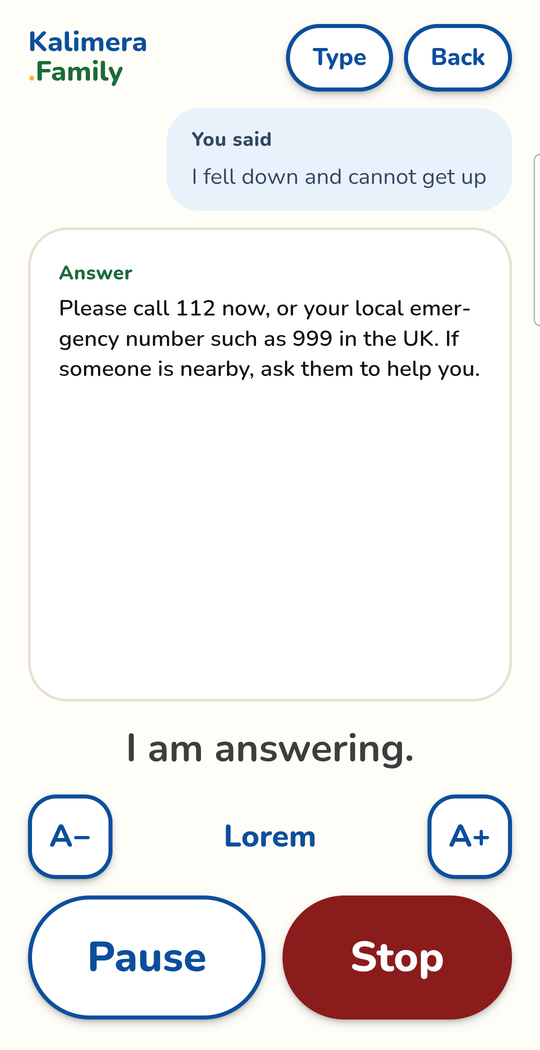 Kalimera
.Family
Type
Back
You said
I fell down and cannot get up
Answer
Please call 112 now, or your local emer-
gency number such as 999 in the UK. If
someone is nearby, ask them to help you.
I am answering.
A−
Lorem
A+
Pause
Stop